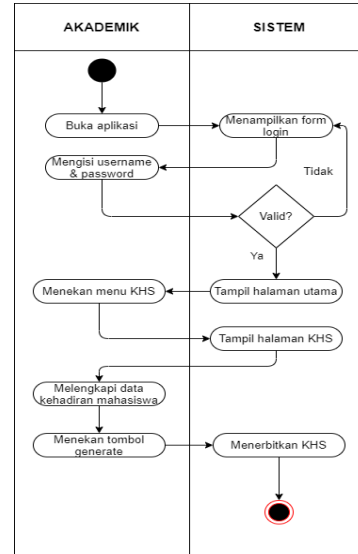 AKADEMIK
SISTEM
Buka aplikasi
Menampilkan form
login
Mengisi username
& password
Tidak
Valid?
Ya
Menekan menu KHS
Tampil halaman utama
Tampil halaman KHS
Melengkapi data
kehadiran mahasiswa
Menekan tombol
generate
Menerbitkan KHS